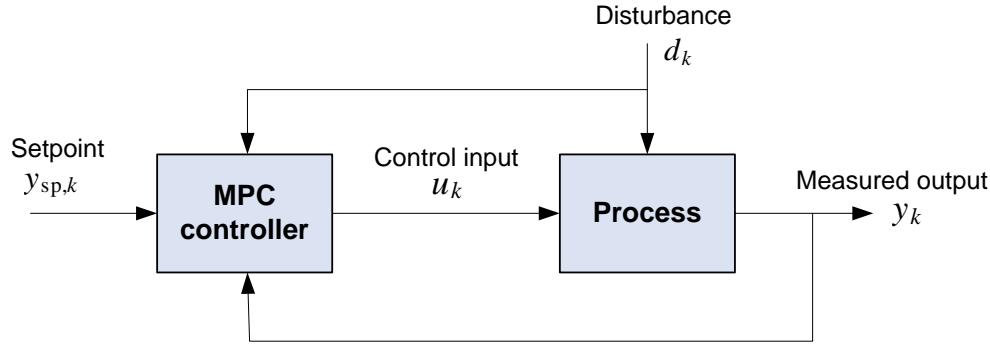 Disturbance
d_k
Setpoint
y_sp,k
MPC
controller
Control input
u_k
Process
Measured output
y_k